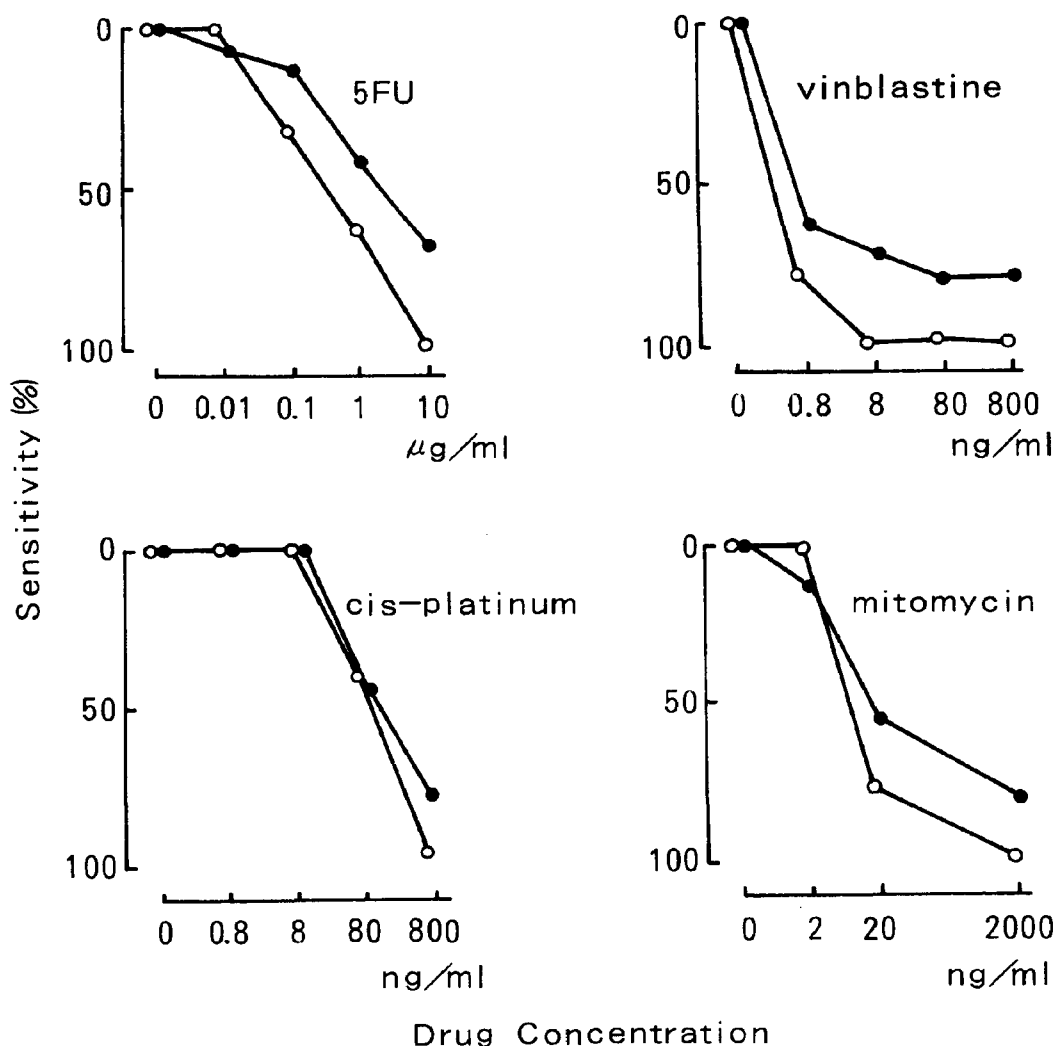 Sensitivity (%)
0
50
100
5FU
0 0.01 0.1 1 10
μg/ml
0
50
100
vinblastine
0 0.8 8 80 800
ng/ml
0
50
100
cis-platinum
0 0.8 8 80 800
ng/ml
0
50
100
mitomycin
0 2 20 2000
ng/ml
Drug Concentration